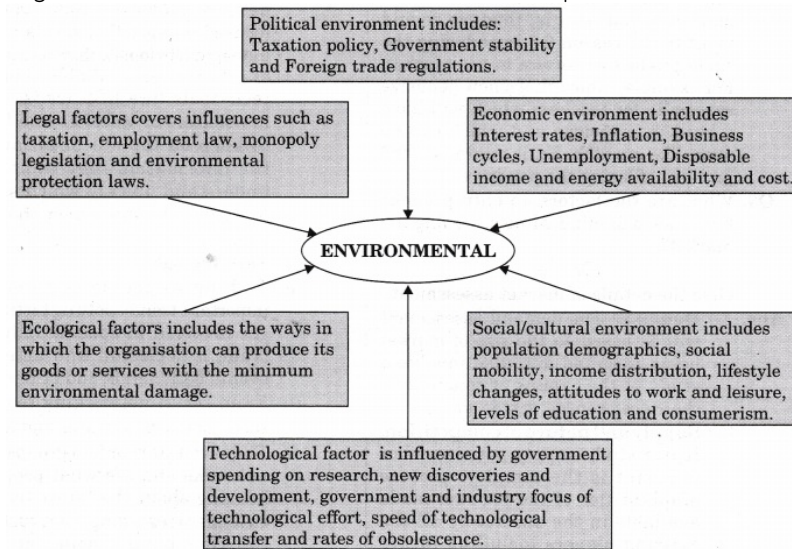 Political environment includes:
Taxation policy, Government stability
and Foreign trade regulations.
Legal factors covers influences such as
taxation, employment law, monopoly
legislation and environmental
protection laws.
Economic environment includes
Interest rates, Inflation, Business
cycles, Unemployment, Disposable
income and energy availability and cost.
ENVIRONMENTAL
Ecological factors includes the ways in
which the organisation can produce its
goods or services with the minimum
environmental damage.
Social/cultural environment includes
population demographics, social
mobility, income distribution, lifestyle
changes, attitudes to work and leisure,
levels of education and consumerism.
Technological factor is influenced by government
spending on research, new discoveries and
development, government and industry focus of
technological effort, speed of technological
transfer and rates of obsolescence.